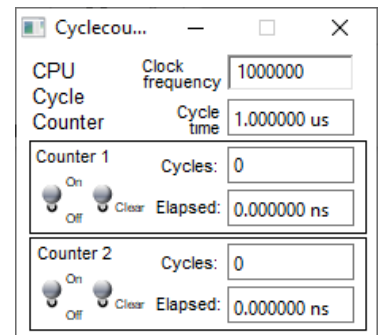 Cyclecou...
CPU
Cycle
Counter
Clock
frequency
1000000
Cycle
time
1.000000 us
Counter 1
On
Off
Clear
Cycles:
0
Elapsed:
0.000000 ns
Counter 2
On
Off
Clear
Cycles:
0
Elapsed:
0.000000 ns